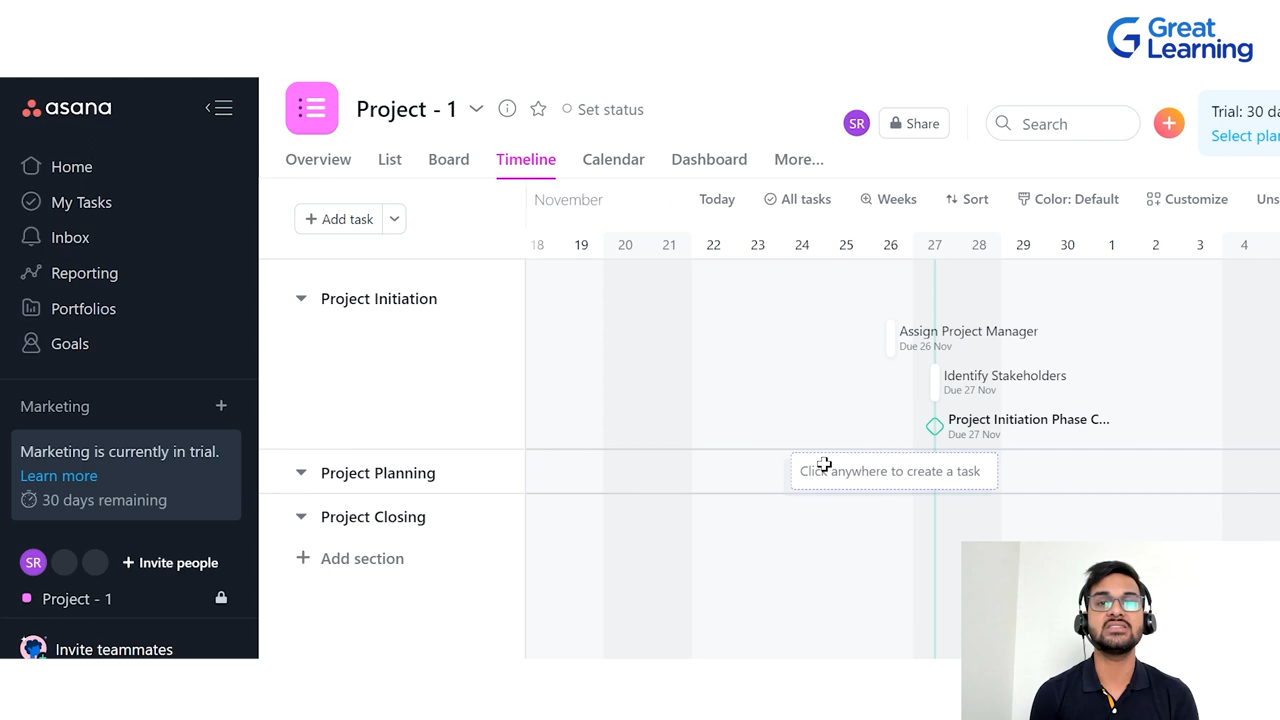 Great
Learning
asana
Home
My Tasks
Inbox
Reporting
Portfolios
Goals
Marketing
Marketing is currently in trial.
Learn more
30 days remaining
SR
Invite people
Project - 1
Invite teammates
Project - 1
Set status
SR
Share
Search
Trial: 30 da
Select plan
Overview
List
Board
Timeline
Calendar
Dashboard
More...
Add task
November
Today
All tasks
Weeks
Sort
Color: Default
Customize
Uns
18 19 20 21 22 23 24 25 26 27 28 29 30 1 2 3 4
Project Initiation
Assign Project Manager
Due 26 Nov
Identify Stakeholders
Due 27 Nov
Project Initiation Phase C...
Due 27 Nov
Project Planning
Click anywhere to create a task
Project Closing
Add section